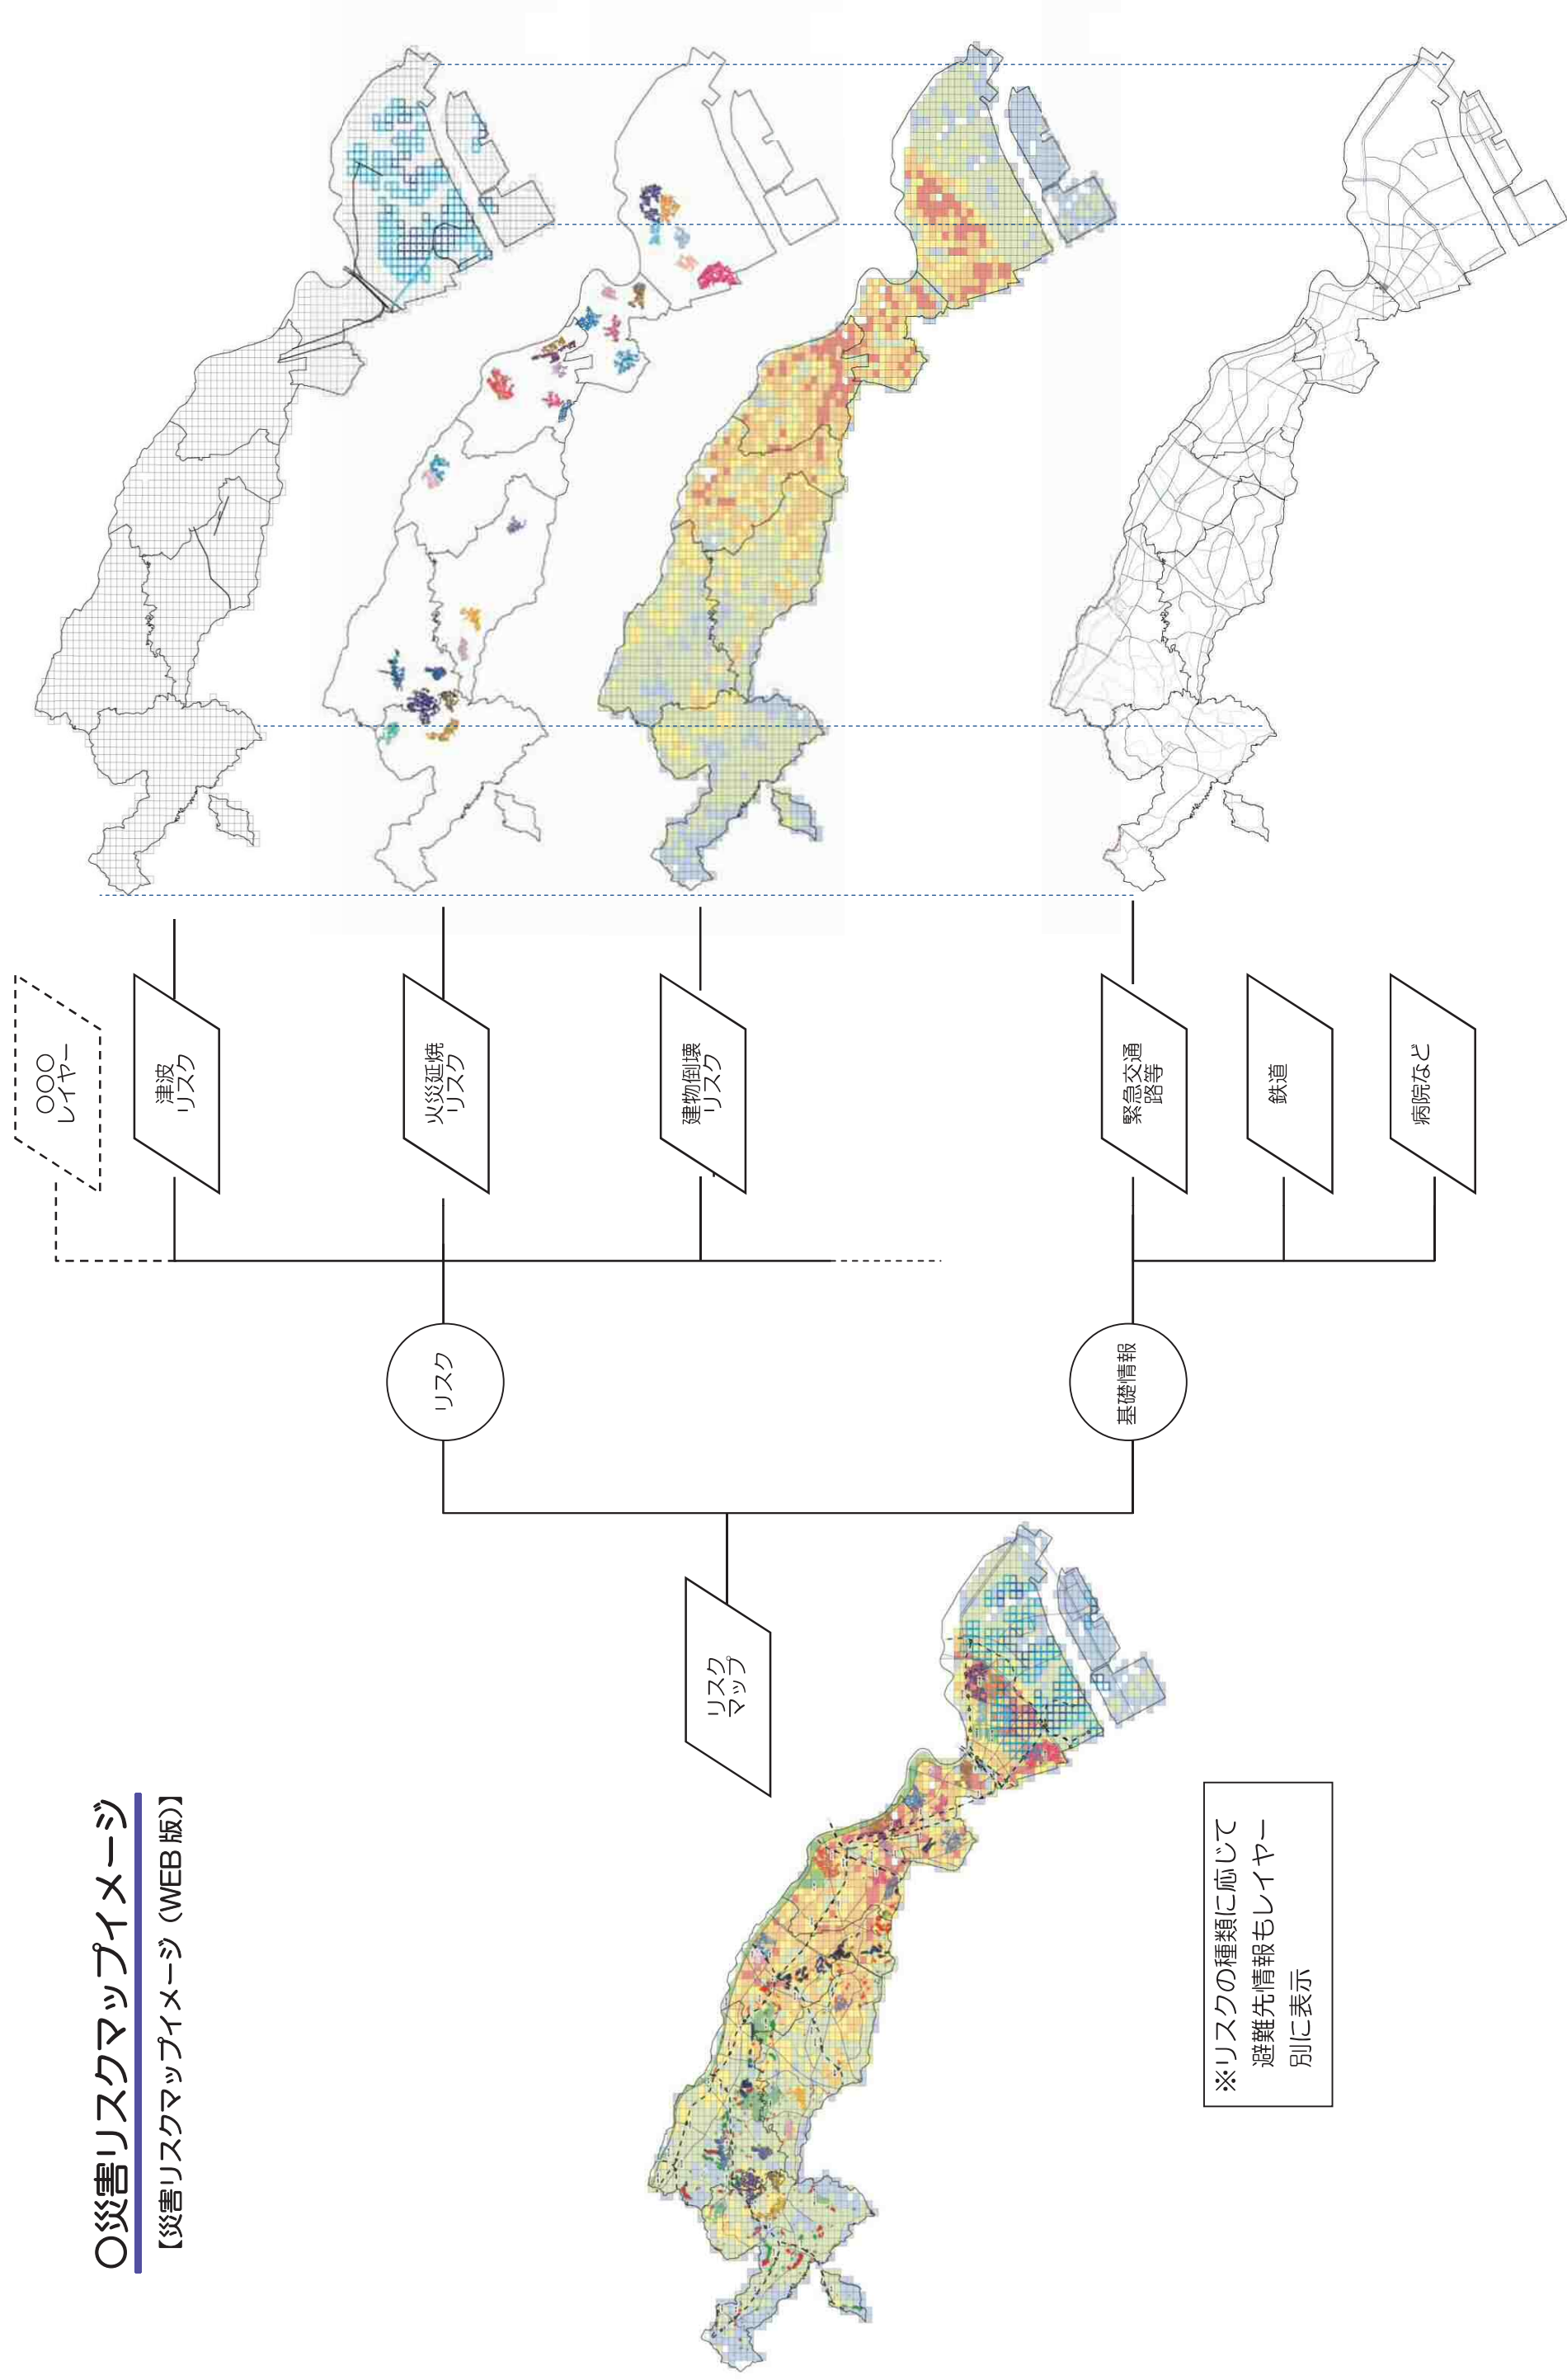 〇災害リスクマップイメージ
【災害リスクマップイメージ（WEB 版）】
リスク
マップ
リスク
基礎情報
〇〇〇
レイヤー
津波
リスク
火災延焼
リスク
建物倒壊
リスク
緊急交通
路等
鉄道
病院など
※リスクの種類に応じて
避難先情報もレイヤー
別に表示